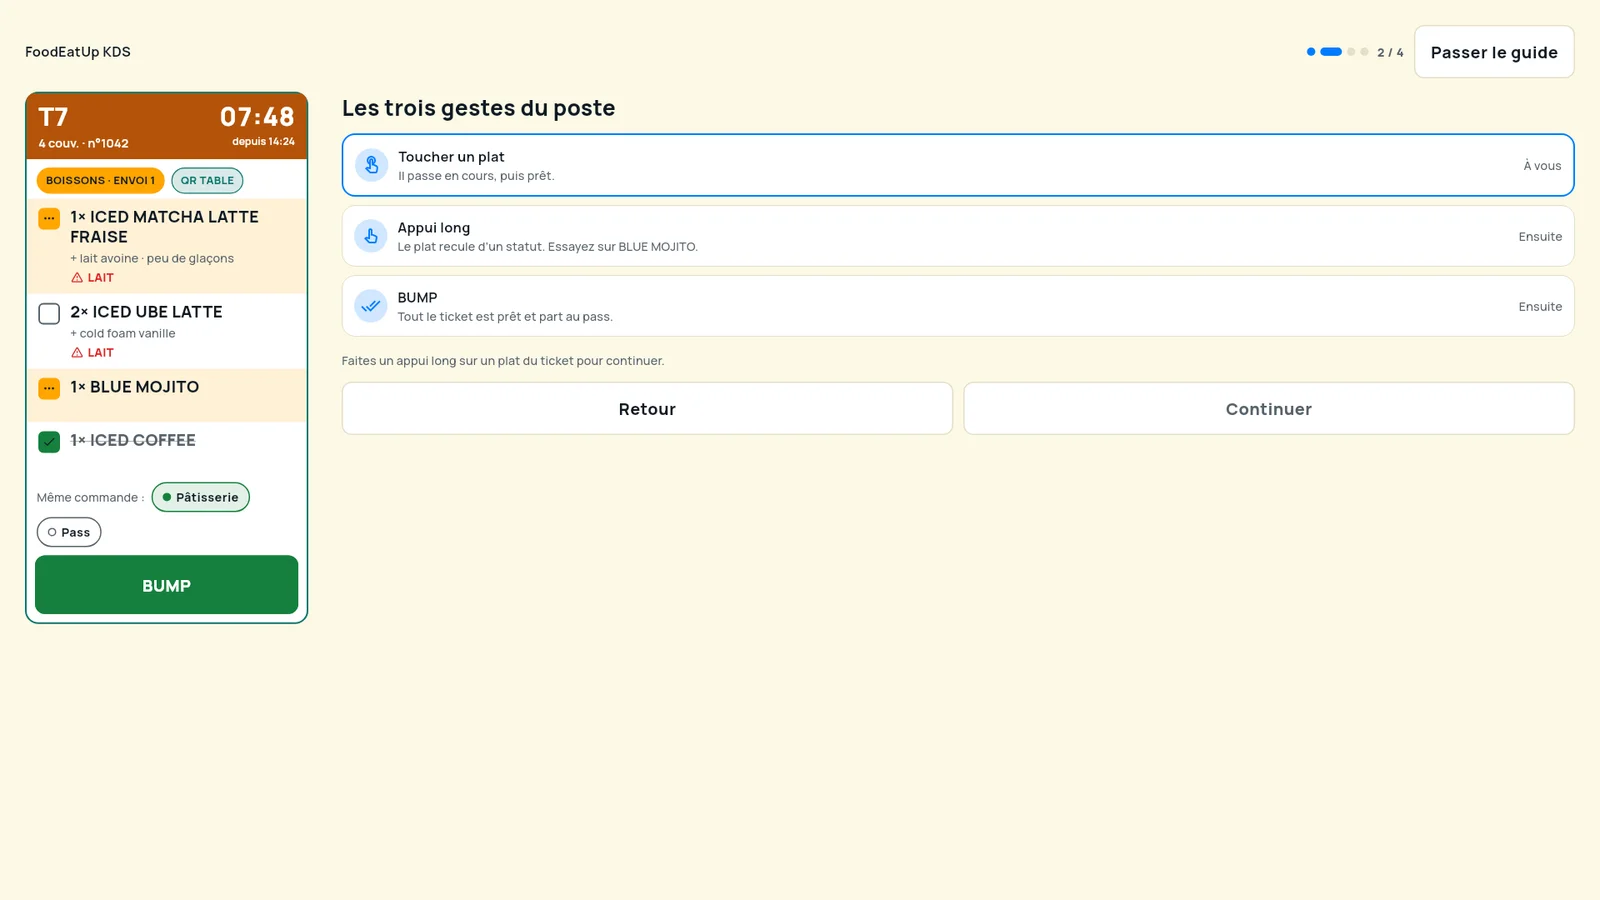 FoodEatUp KDS
2 / 4
Passer le guide
T7
07:48
4 couv. · n°1042
depuis 14:24
BOISSONS · ENVOI 1
QR TABLE
1× ICED MATCHA LATTE
FRAISE
+ lait avoine · peu de glaçons
LAIT
2× ICED UBE LATTE
+ cold foam vanille
LAIT
1× BLUE MOJITO
1× ICED COFFEE
Même commande :
Pâtisserie
Pass
BUMP
Les trois gestes du poste
Toucher un plat
Il passe en cours, puis prêt.
À vous
Appui long
Le plat recule d'un statut. Essayez sur BLUE MOJITO.
Ensuite
BUMP
Tout le ticket est prêt et part au pass.
Ensuite
Faites un appui long sur un plat du ticket pour continuer.
Retour
Continuer